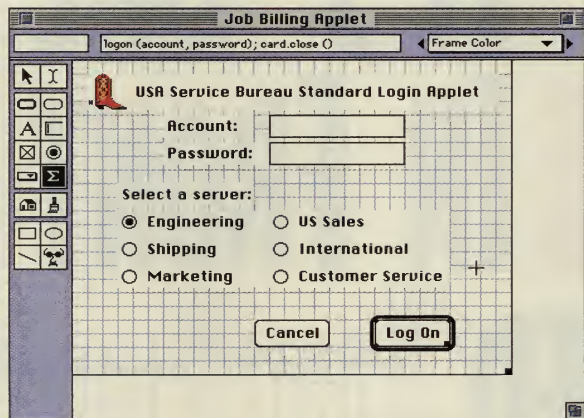 Job Billing Applet
logon (account, password); card.close ()
Frame Color
A
Σ
USA Service Bureau Standard Login Applet
Account:
Password:
Select a server:
Engineering
US Sales
Shipping
International
Marketing
Customer Service
Cancel
Log On